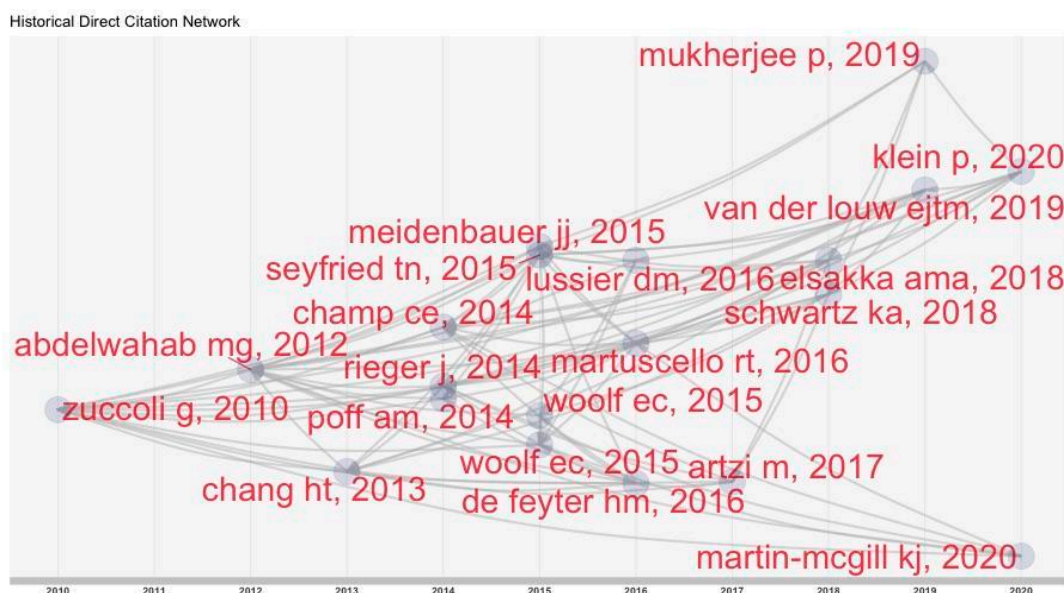 Historical Direct Citation Network
mukherjee p, 2019
klein p, 2020
van der louw ejtm, 2019
meidenbauer jj, 2015
seyfried tn, 2015
lussier dm, 2016
elsakka ama, 2018
champ ce, 2014
schwartz ka, 2018
abdelwahab mg, 2012
rieger j, 2014
martuscello rt, 2016
zuccoli g, 2010
poff am, 2014
woolf ec, 2015
woolf ec, 2015
artzi m, 2017
chang ht, 2013
de feyter hm, 2016
martin-mcgill kj, 2020
2010 2011 2012 2013 2014 2015 2016 2017 2018 2019 2020